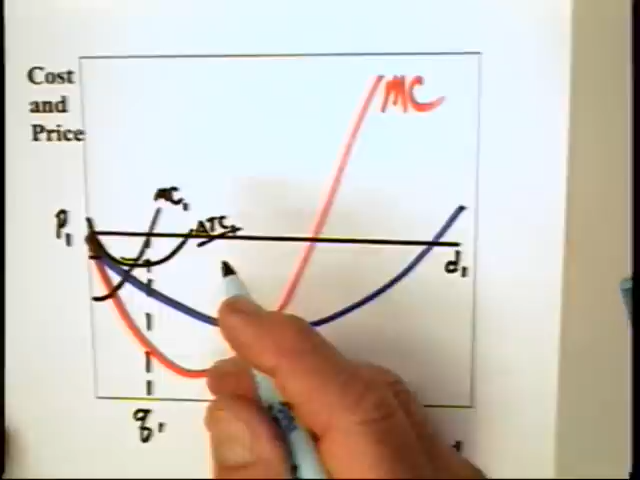 Cost
and
Price
MC
MC₁
ATC₁
P₁
d₁
q₁